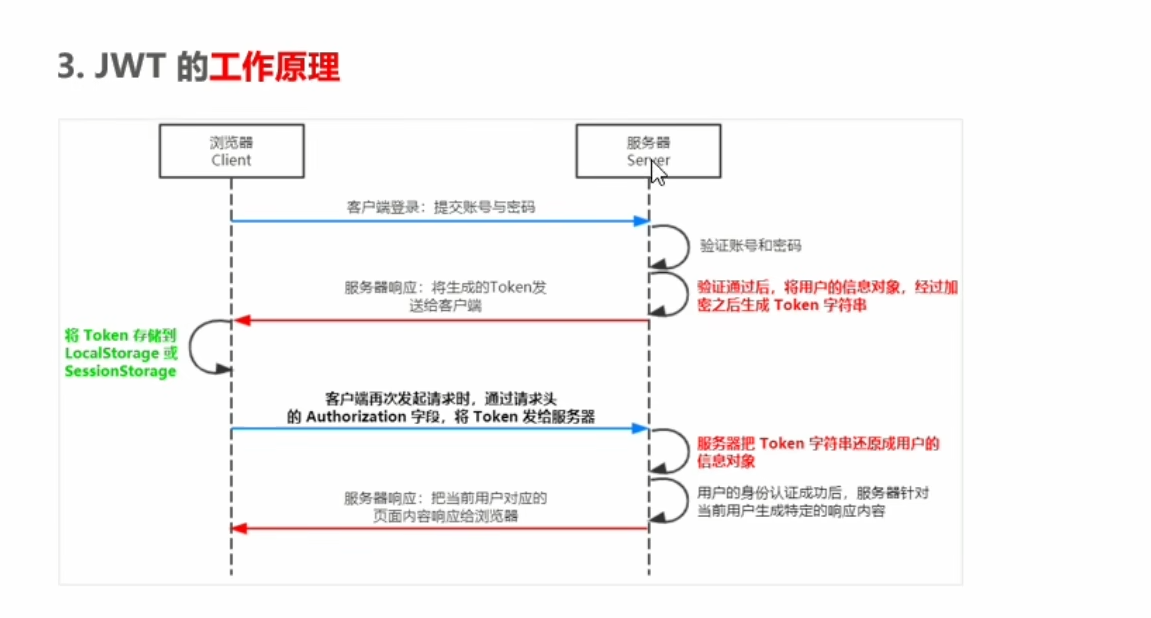 3. JWT 的工作原理
浏览器
Client
服务器
Server
客户端登录：提交账号与密码
验证账号和密码
验证通过后，将用户的信息对象，经过加
密之后生成 Token 字符串
服务器响应：将生成的Token发
送给客户端
将 Token 存储到
LocalStorage 或
SessionStorage
客户端再次发起请求时，通过请求头
的 Authorization 字段，将 Token 发给服务器
服务器把 Token 字符串还原成用户的
信息对象
用户的身份认证成功后，服务器针对
当前用户生成特定的响应内容
服务器响应：把当前用户对应的
页面内容响应给浏览器